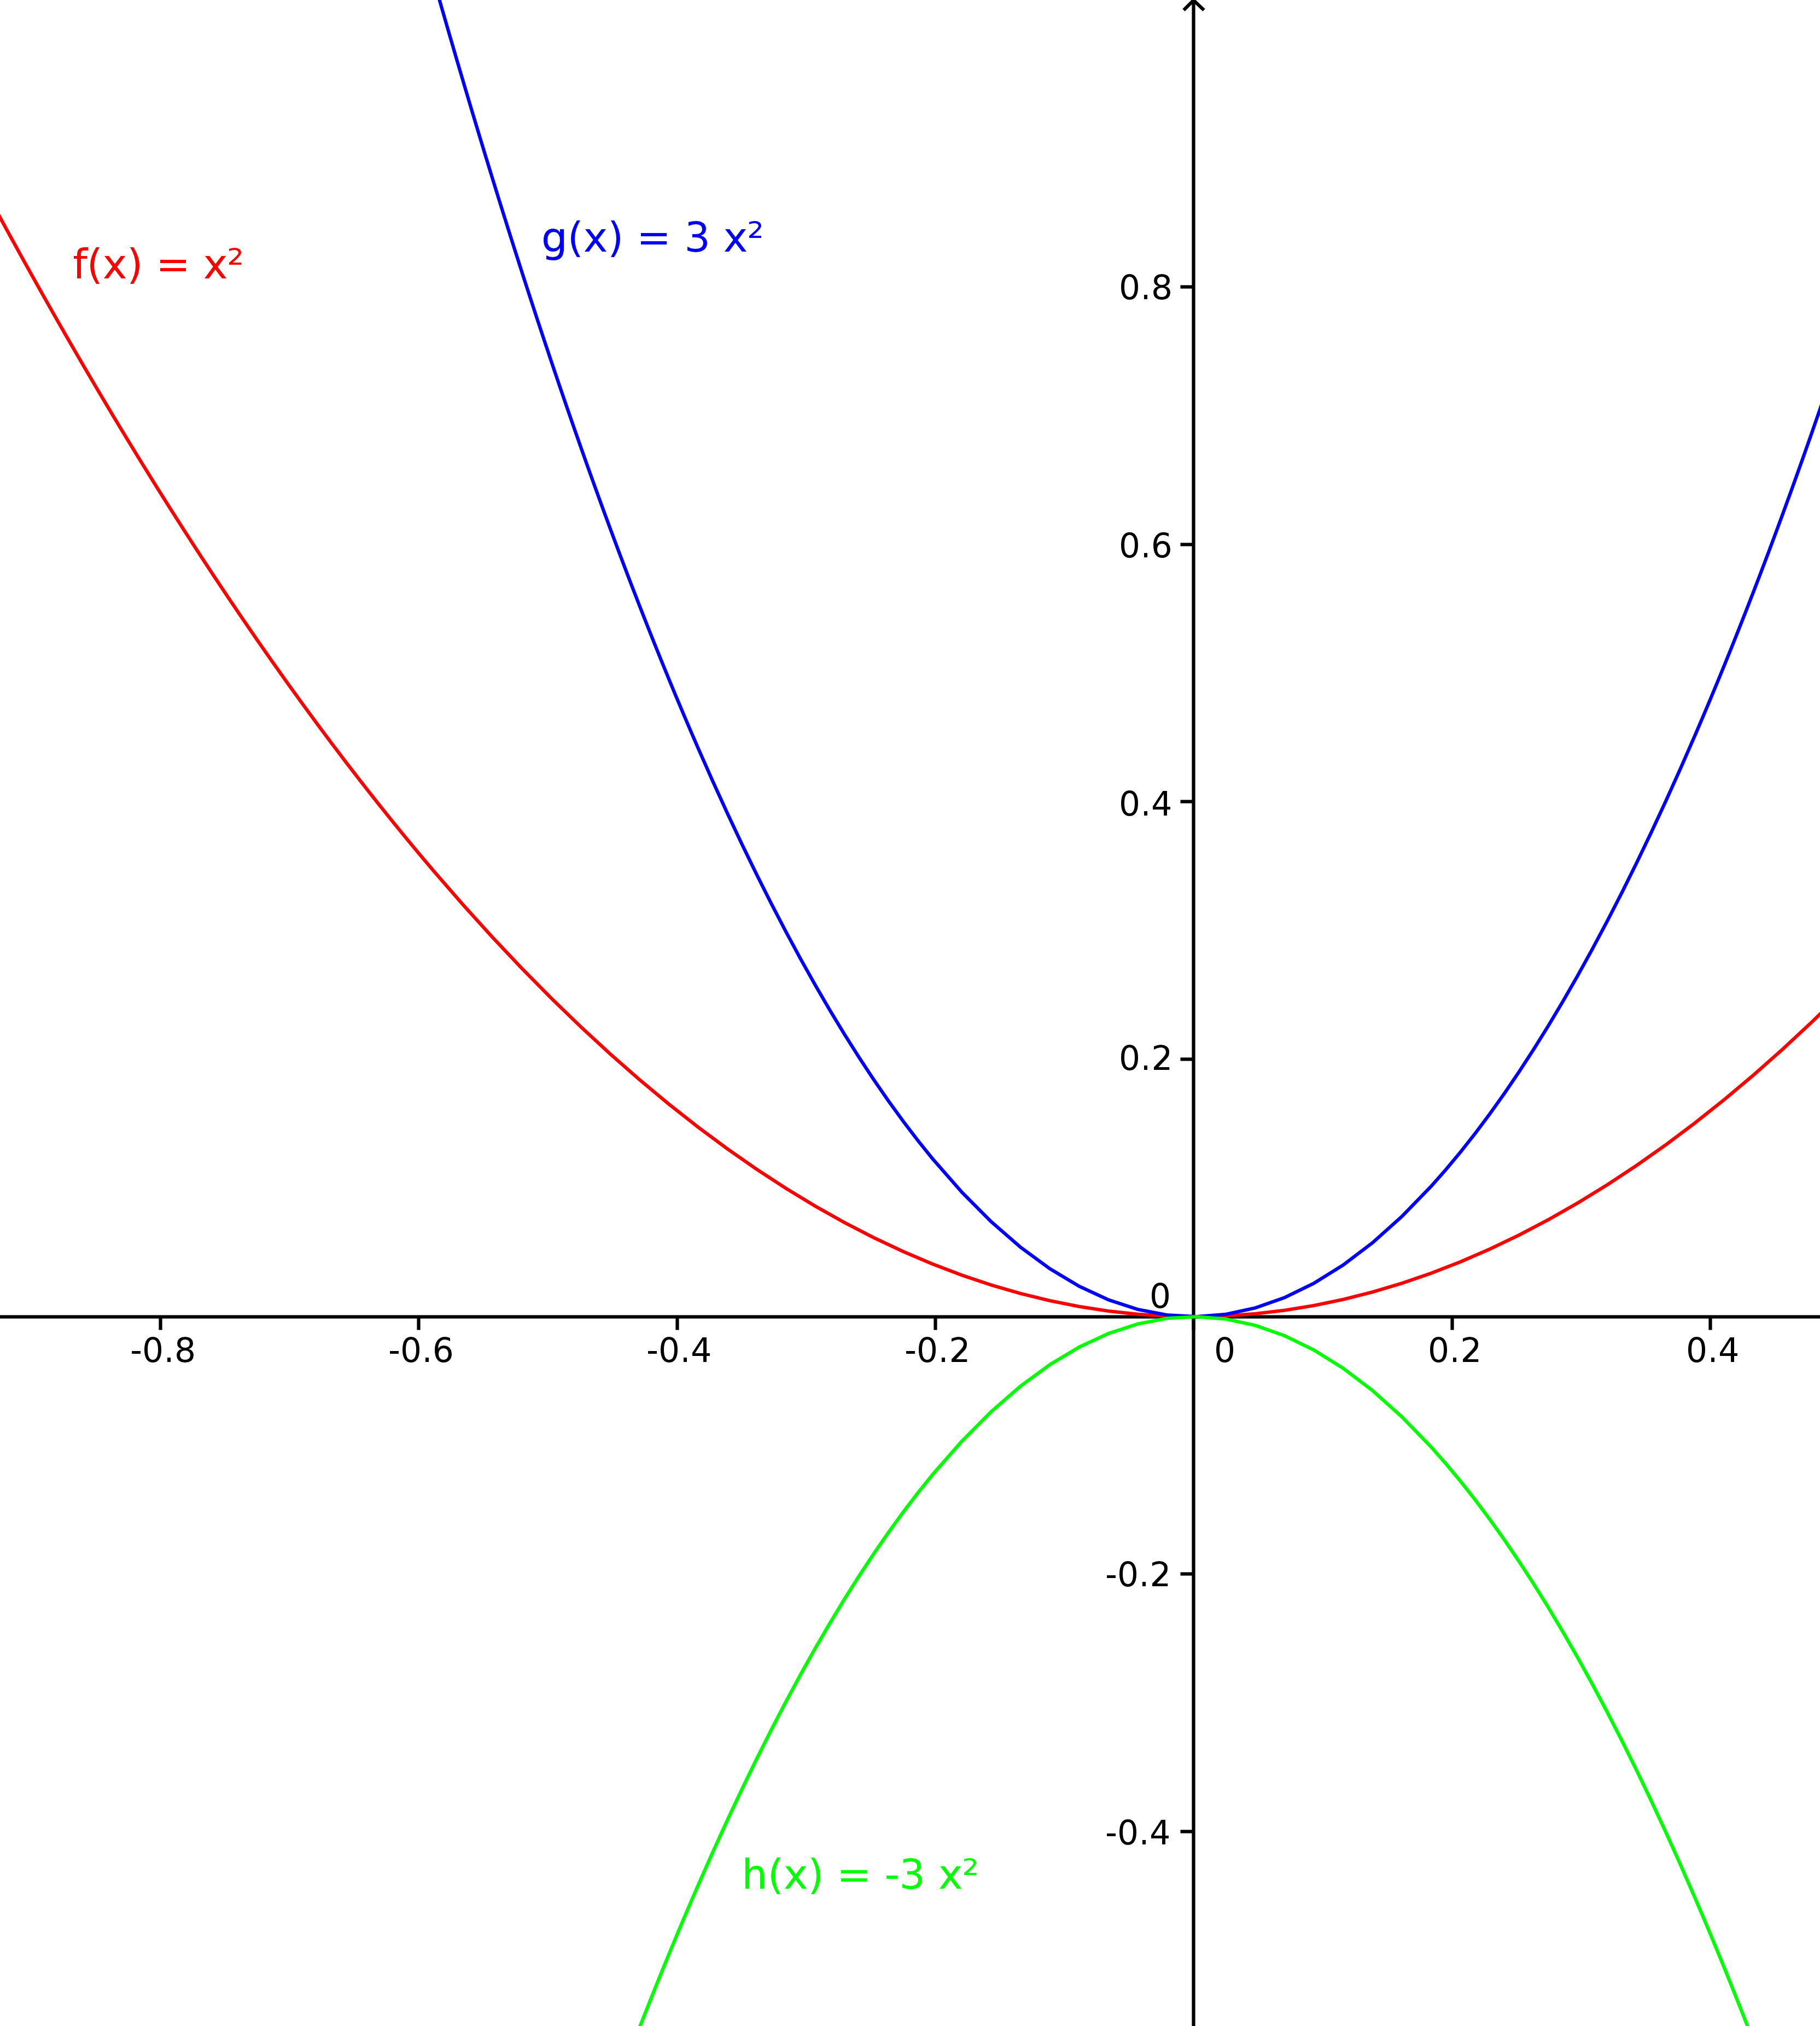 g(x) = 3 x²
f(x) = x²
0.8
0.6
0.4
0.2
0
-0.8 -0.6 -0.4 -0.2 0 0.2 0.4
-0.2
-0.4
h(x) = -3 x²